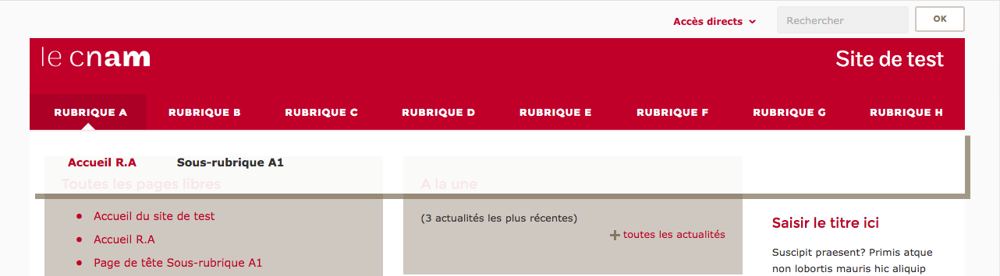 Accès directs
Rechercher
OK
le cnam
Site de test
RUBRIQUE A
RUBRIQUE B
RUBRIQUE C
RUBRIQUE D
RUBRIQUE E
RUBRIQUE F
RUBRIQUE G
RUBRIQUE H
Accueil R.A
Sous-rubrique A1
Toutes les pages libres
• Accueil du site de test
• Accueil R.A
• Page de tête Sous-rubrique A1
A la une
(3 actualités les plus récentes)
toutes les actualités
Saisir le titre ici
Suscipit praesent? Primis atque
non lobortis mauris hic aliquip